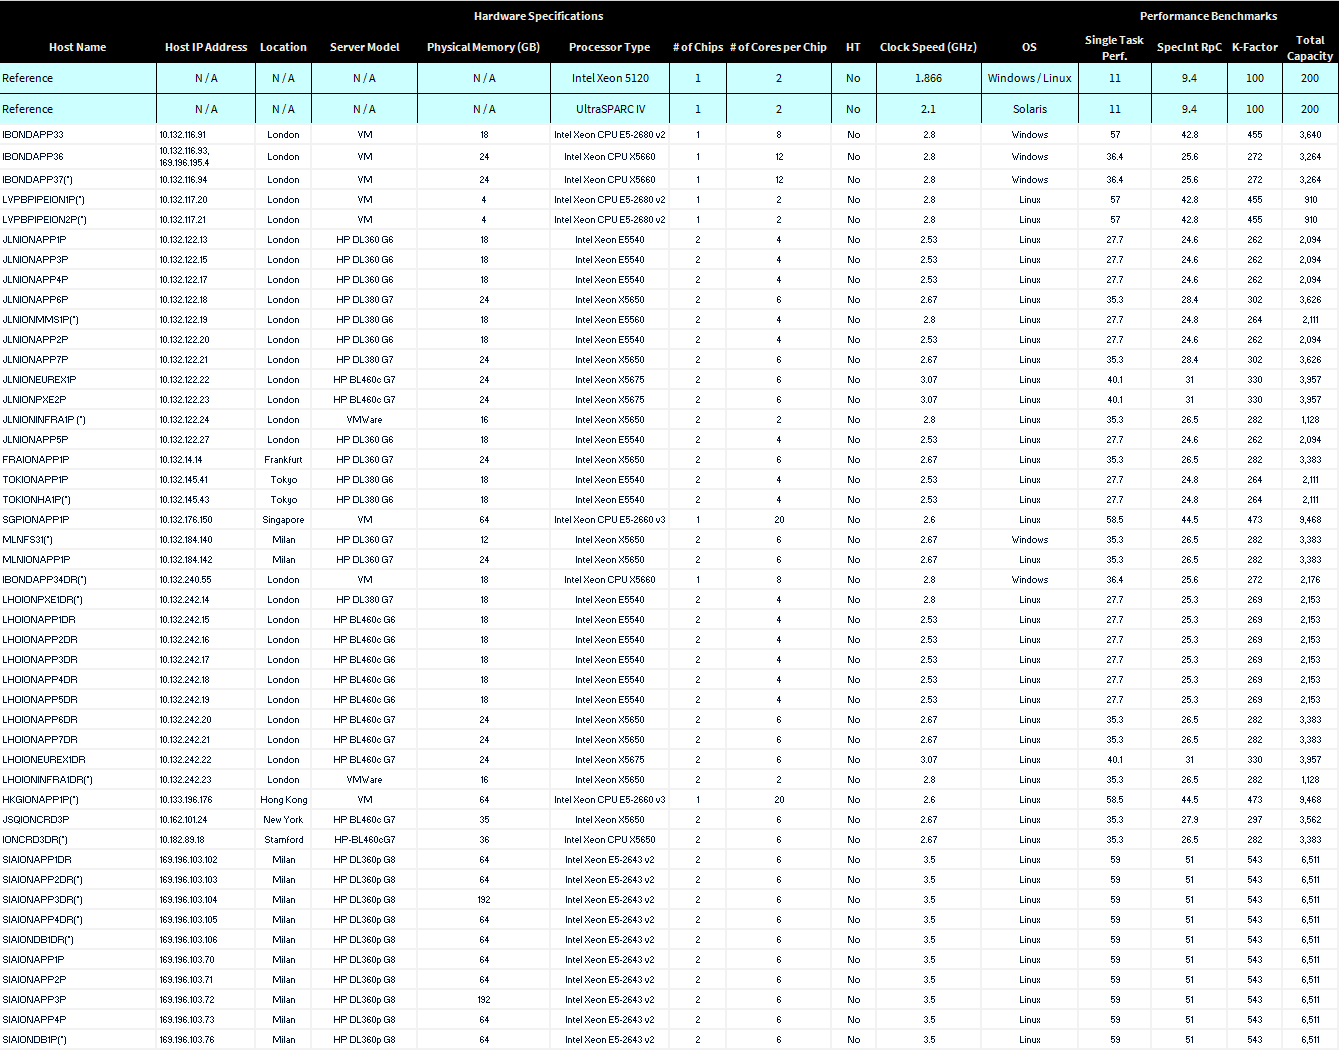 Hardware Specifications Performance Benchmarks
Host Name Host IP Address Location Server Model Physical Memory (GB) Processor Type # of Chips # of Cores per Chip HT Clock Speed (GHz) OS Single Task Perf. SpecInt RpC K-Factor Total Capacity
Reference N / A N / A N / A N / A Intel Xeon 5120 1 2 No 1.866 Windows / Linux 11 9.4 100 200
Reference N / A N / A N / A N / A UltraSPARC IV 1 2 No 2.1 Solaris 11 9.4 100 200
IBONDAPP33 10.132.116.91 London VM 18 Intel Xeon CPU E5-2680 v2 1 8 No 2.8 Windows 57 42.8 455 3,640
IBONDAPP36 10.132.116.93, 169.196.195.4 London VM 24 Intel Xeon CPU X5660 1 12 No 2.8 Windows 36.4 25.6 272 3,264
IBONDAPP37(*) 10.132.116.94 London VM 24 Intel Xeon CPU X5660 1 12 No 2.8 Windows 36.4 25.6 272 3,264
LVPBPIPEION1P(*) 10.132.117.20 London VM 4 Intel Xeon CPU E5-2680 v2 1 2 No 2.8 Linux 57 42.8 455 910
LVPBPIPEION2P(*) 10.132.117.21 London VM 4 Intel Xeon CPU E5-2680 v2 1 2 No 2.8 Linux 57 42.8 455 910
JLNIONAPP1P 10.132.122.13 London HP DL360 G6 18 Intel Xeon E5540 2 4 No 2.53 Linux 27.7 24.6 262 2,094
JLNIONAPP3P 10.132.122.15 London HP DL360 G6 18 Intel Xeon E5540 2 4 No 2.53 Linux 27.7 24.6 262 2,094
JLNIONAPP4P 10.132.122.17 London HP DL360 G6 18 Intel Xeon E5540 2 4 No 2.53 Linux 27.7 24.6 262 2,094
JLNIONAPP6P 10.132.122.18 London HP DL380 G7 24 Intel Xeon X5650 2 6 No 2.67 Linux 35.3 28.4 302 3,626
JLNIONMMS1P(*) 10.132.122.19 London HP DL380 G6 18 Intel Xeon E5560 2 4 No 2.8 Linux 27.7 24.8 264 2,111
JLNIONAPP2P 10.132.122.20 London HP DL360 G6 18 Intel Xeon E5540 2 4 No 2.53 Linux 27.7 24.6 262 2,094
JLNIONAPP7P 10.132.122.21 London HP DL380 G7 24 Intel Xeon X5650 2 6 No 2.67 Linux 35.3 28.4 302 3,626
JLNIONEUREX1P 10.132.122.22 London HP BL460c G7 24 Intel Xeon X5675 2 6 No 3.07 Linux 40.1 31 330 3,957
JLNIONPXE2P 10.132.122.23 London HP BL460c G7 24 Intel Xeon X5675 2 6 No 3.07 Linux 40.1 31 330 3,957
JLNIONINFRA1P (*) 10.132.122.24 London VMWare 16 Intel Xeon X5650 2 2 No 2.8 Linux 35.3 26.5 282 1,128
JLNIONAPP5P 10.132.122.27 London HP DL360 G6 18 Intel Xeon E5540 2 4 No 2.53 Linux 27.7 24.6 262 2,094
FRAIONAPP1P 10.132.14.14 Frankfurt HP DL360 G7 24 Intel Xeon X5650 2 6 No 2.67 Linux 35.3 26.5 282 3,383
TOKIONAPP1P 10.132.145.41 Tokyo HP DL380 G6 18 Intel Xeon E5540 2 4 No 2.53 Linux 27.7 24.8 264 2,111
TOKIONHA1P(*) 10.132.145.43 Tokyo HP DL380 G6 18 Intel Xeon E5540 2 4 No 2.53 Linux 27.7 24.8 264 2,111
SGPIONAPP1P 10.132.176.150 Singapore VM 64 Intel Xeon CPU E5-2660 v3 1 20 No 2.6 Linux 58.5 44.5 473 9,468
MLNFS31(*) 10.132.184.140 Milan HP DL360 G7 12 Intel Xeon X5650 2 6 No 2.67 Windows 35.3 26.5 282 3,383
MLNIONAPP1P 10.132.184.142 Milan HP DL360 G7 24 Intel Xeon X5650 2 6 No 2.67 Linux 35.3 26.5 282 3,383
IBONDAPP34DR(*) 10.132.240.55 London VM 18 Intel Xeon CPU X5660 1 8 No 2.8 Windows 36.4 25.6 272 2,176
LHOIONPXE1DR(*) 10.132.242.14 London HP DL380 G7 18 Intel Xeon E5540 2 4 No 2.8 Linux 27.7 25.3 269 2,153
LHOIONAPP1DR 10.132.242.15 London HP BL460c G6 18 Intel Xeon E5540 2 4 No 2.53 Linux 27.7 25.3 269 2,153
LHOIONAPP2DR 10.132.242.16 London HP BL460c G6 18 Intel Xeon E5540 2 4 No 2.53 Linux 27.7 25.3 269 2,153
LHOIONAPP3DR 10.132.242.17 London HP BL460c G6 18 Intel Xeon E5540 2 4 No 2.53 Linux 27.7 25.3 269 2,153
LHOIONAPP4DR 10.132.242.18 London HP BL460c G6 18 Intel Xeon E5540 2 4 No 2.53 Linux 27.7 25.3 269 2,153
LHOIONAPP5DR 10.132.242.19 London HP BL460c G6 18 Intel Xeon E5540 2 4 No 2.53 Linux 27.7 25.3 269 2,153
LHOIONAPP6DR 10.132.242.20 London HP BL460c G7 24 Intel Xeon X5650 2 6 No 2.67 Linux 35.3 26.5 282 3,383
LHOIONAPP7DR 10.132.242.21 London HP BL460c G7 24 Intel Xeon X5650 2 6 No 2.67 Linux 35.3 26.5 282 3,383
LHOIONEUREX1DR 10.132.242.22 London HP BL460c G7 24 Intel Xeon X5675 2 6 No 3.07 Linux 40.1 31 330 3,957
LHOIONINFRA1DR(*) 10.132.242.23 London VMWare 16 Intel Xeon X5650 2 2 No 2.8 Linux 35.3 26.5 282 1,128
HKGIONAPP1P(*) 10.133.196.176 Hong Kong VM 64 Intel Xeon CPU E5-2660 v3 1 20 No 2.6 Linux 58.5 44.5 473 9,468
JSQIONCRD3P 10.162.101.24 New York HP BL460c G7 35 Intel Xeon X5650 2 6 No 2.67 Linux 35.3 27.9 297 3,562
IONCRD3DR(*) 10.182.89.18 Stamford HP-BL460cG7 36 Intel Xeon CPU X5650 2 6 No 2.67 Linux 35.3 26.5 282 3,383
SIAIONAPP1DR 169.196.103.102 Milan HP DL360p G8 64 Intel Xeon E5-2643 v2 2 6 No 3.5 Linux 59 51 543 6,511
SIAIONAPP2DR(*) 169.196.103.103 Milan HP DL360p G8 64 Intel Xeon E5-2643 v2 2 6 No 3.5 Linux 59 51 543 6,511
SIAIONAPP3DR(*) 169.196.103.104 Milan HP DL360p G8 192 Intel Xeon E5-2643 v2 2 6 No 3.5 Linux 59 51 543 6,511
SIAIONAPP4DR(*) 169.196.103.105 Milan HP DL360p G8 64 Intel Xeon E5-2643 v2 2 6 No 3.5 Linux 59 51 543 6,511
SIAIONDB1DR(*) 169.196.103.106 Milan HP DL360p G8 64 Intel Xeon E5-2643 v2 2 6 No 3.5 Linux 59 51 543 6,511
SIAIONAPP1P 169.196.103.70 Milan HP DL360p G8 64 Intel Xeon E5-2643 v2 2 6 No 3.5 Linux 59 51 543 6,511
SIAIONAPP2P 169.196.103.71 Milan HP DL360p G8 64 Intel Xeon E5-2643 v2 2 6 No 3.5 Linux 59 51 543 6,511
SIAIONAPP3P 169.196.103.72 Milan HP DL360p G8 192 Intel Xeon E5-2643 v2 2 6 No 3.5 Linux 59 51 543 6,511
SIAIONAPP4P 169.196.103.73 Milan HP DL360p G8 64 Intel Xeon E5-2643 v2 2 6 No 3.5 Linux 59 51 543 6,511
SIAIONDB1P(*) 169.196.103.76 Milan HP DL360p G8 64 Intel Xeon E5-2643 v2 2 6 No 3.5 Linux 59 51 543 6,511